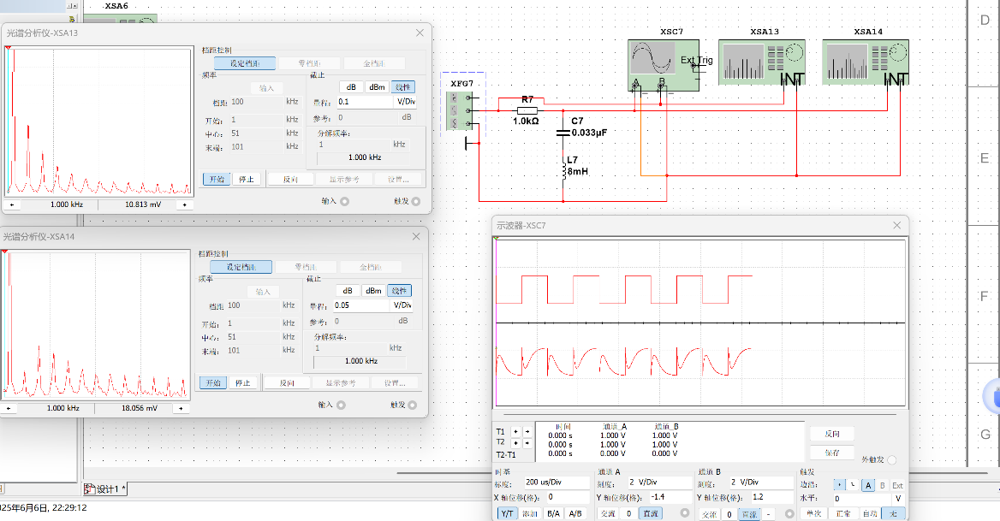 XSA6
光谱分析仪-XSA13
档距控制
设定档距 零档距 全档距
频率
输入
档距 100 kHz
开始: 1 kHz
中心: 51 kHz
末端: 101 kHz
截止
dB dBm 线性
量程: 0.1 V/Div
参考: 0 dB
分解频率:
1 kHz
1.000 kHz
开始 停止 反向 显示参考 设置...
1.000 kHz 10.813 mV
输入 触发
光谱分析仪-XSA14
档距控制
设定档距 零档距 全档距
频率
输入
档距 100 kHz
开始: 1 kHz
中心: 51 kHz
末端: 101 kHz
截止
dB dBm 线性
量程: 0.05 V/Div
参考: 0 dB
分解频率:
1 kHz
1.000 kHz
开始 停止 反向 显示参考 设置...
1.000 kHz 18.056 mV
输入 触发
XSC7 XSA13 XSA14
Ext Trig
A B
IN T IN T
XFG7
R7
1.0kΩ
C7
0.033µF
L7
8mH
D
E
F
G
示波器-XSC7
时间 通道_A 通道_B
T1 0.000 s 1.000 V 1.000 V
T2 0.000 s 1.000 V 1.000 V
T2-T1 0.000 s 0.000 V 0.000 V
反向
保存
外触发
时基
标度: 200 us/Div
X 轴位移(格): 0
Y/T 添加 B/A A/B
通道 A
刻度: 2 V/Div
Y 轴位移(格): -1.4
交流 0 直流
通道 B
刻度: 2 V/Div
Y 轴位移(格): 1.2
交流 0 直流 -
触发
边沿: A B Ext
水平: 0 V
单次 正常 自动 无
设计1 *
025年6月6日, 22:29:12